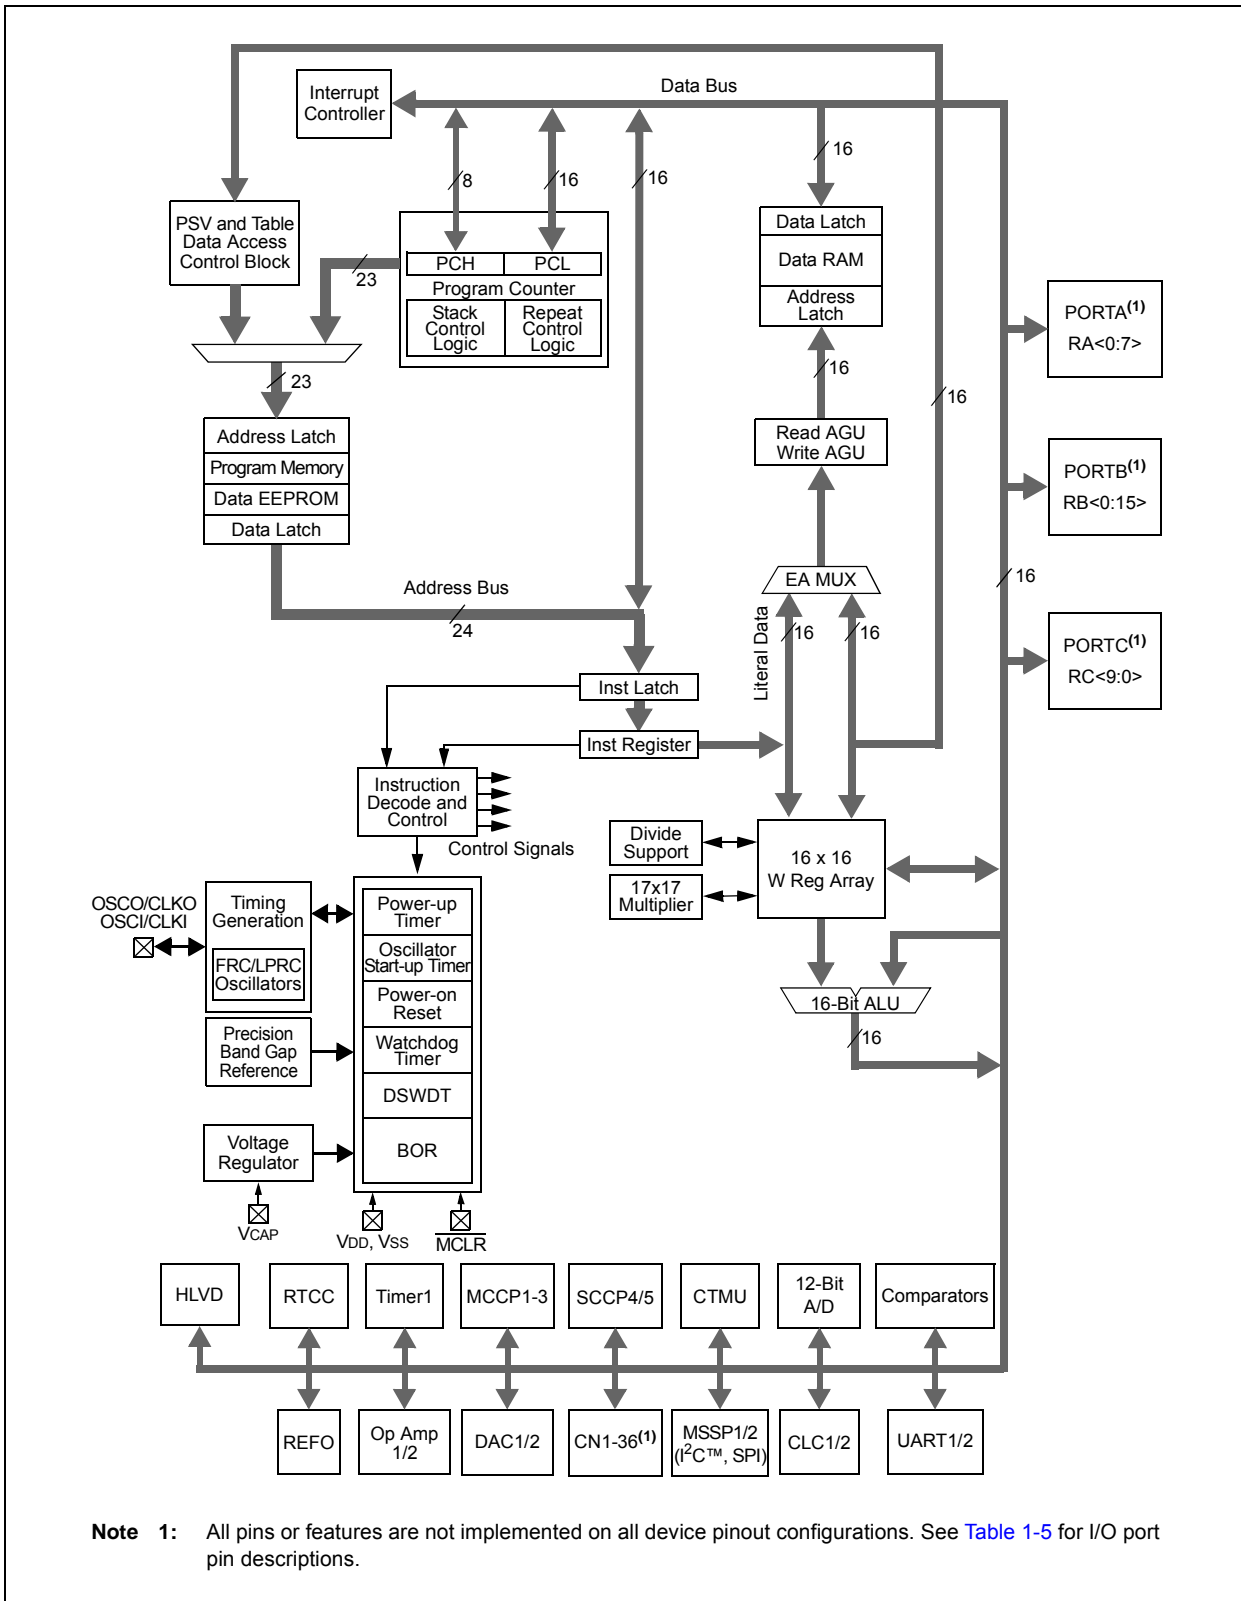 Data Bus
Interrupt
Controller
8
16
16
16
PSV and Table
Data Access
Control Block
23
PCH
PCL
Program Counter
Stack
Control
Logic
Repeat
Control
Logic
Data Latch
Data RAM
Address
Latch
PORTA(1)
RA<0:7>
23
16
16
Address Latch
Program Memory
Data EEPROM
Data Latch
Read AGU
Write AGU
PORTB(1)
RB<0:15>
16
EA MUX
Address Bus
24
Literal Data
16
16
PORTC(1)
RC<9:0>
Inst Latch
Inst Register
Instruction
Decode and
Control
Control Signals
Divide
Support
17x17
Multiplier
16 x 16
W Reg Array
OSCO/CLKO
OSCI/CLKI
Timing
Generation
FRC/LPRC
Oscillators
Power-up
Timer
Oscillator
Start-up Timer
Power-on
Reset
Watchdog
Timer
DSWDT
BOR
16-Bit ALU
16
Precision
Band Gap
Reference
Voltage
Regulator
VCAP
VDD, VSS
MCLR
HLVD
RTCC
Timer1
MCCP1-3
SCCP4/5
CTMU
12-Bit
A/D
Comparators
REFO
Op Amp
1/2
DAC1/2
CN1-36(1)
MSSP1/2
(I2C™, SPI)
CLC1/2
UART1/2
Note 1: All pins or features are not implemented on all device pinout configurations. See Table 1-5 for I/O port
pin descriptions.